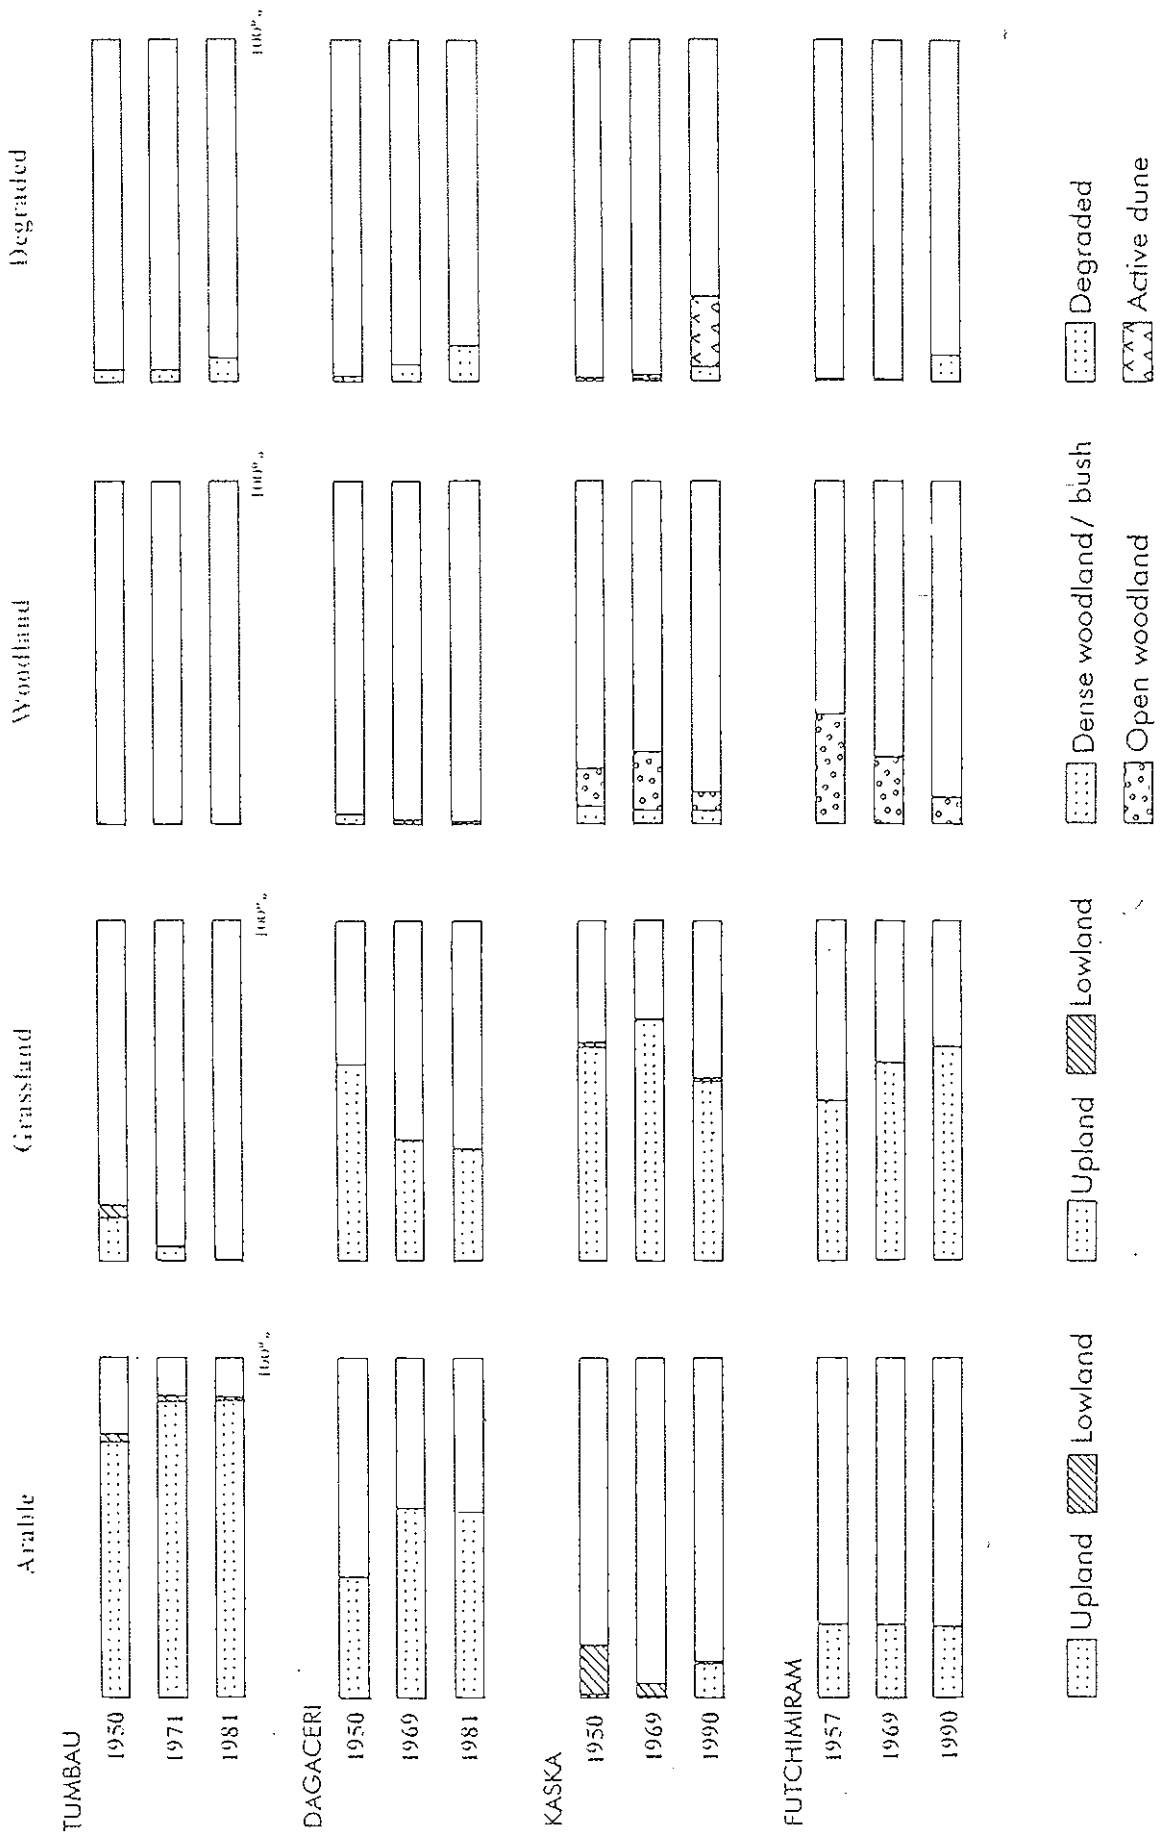 Arable Grassland Woodland Degraded
TUMBAU
1950
1971
1981
100% 100% 100% 100%
DAGACERI
1950
1969
1981
KASKA
1950
1969
1990
FUTCHIMIRAM
1957
1969
1990
Upland Lowland Upland Lowland Dense woodland/ bush Degraded
Open woodland Active dune